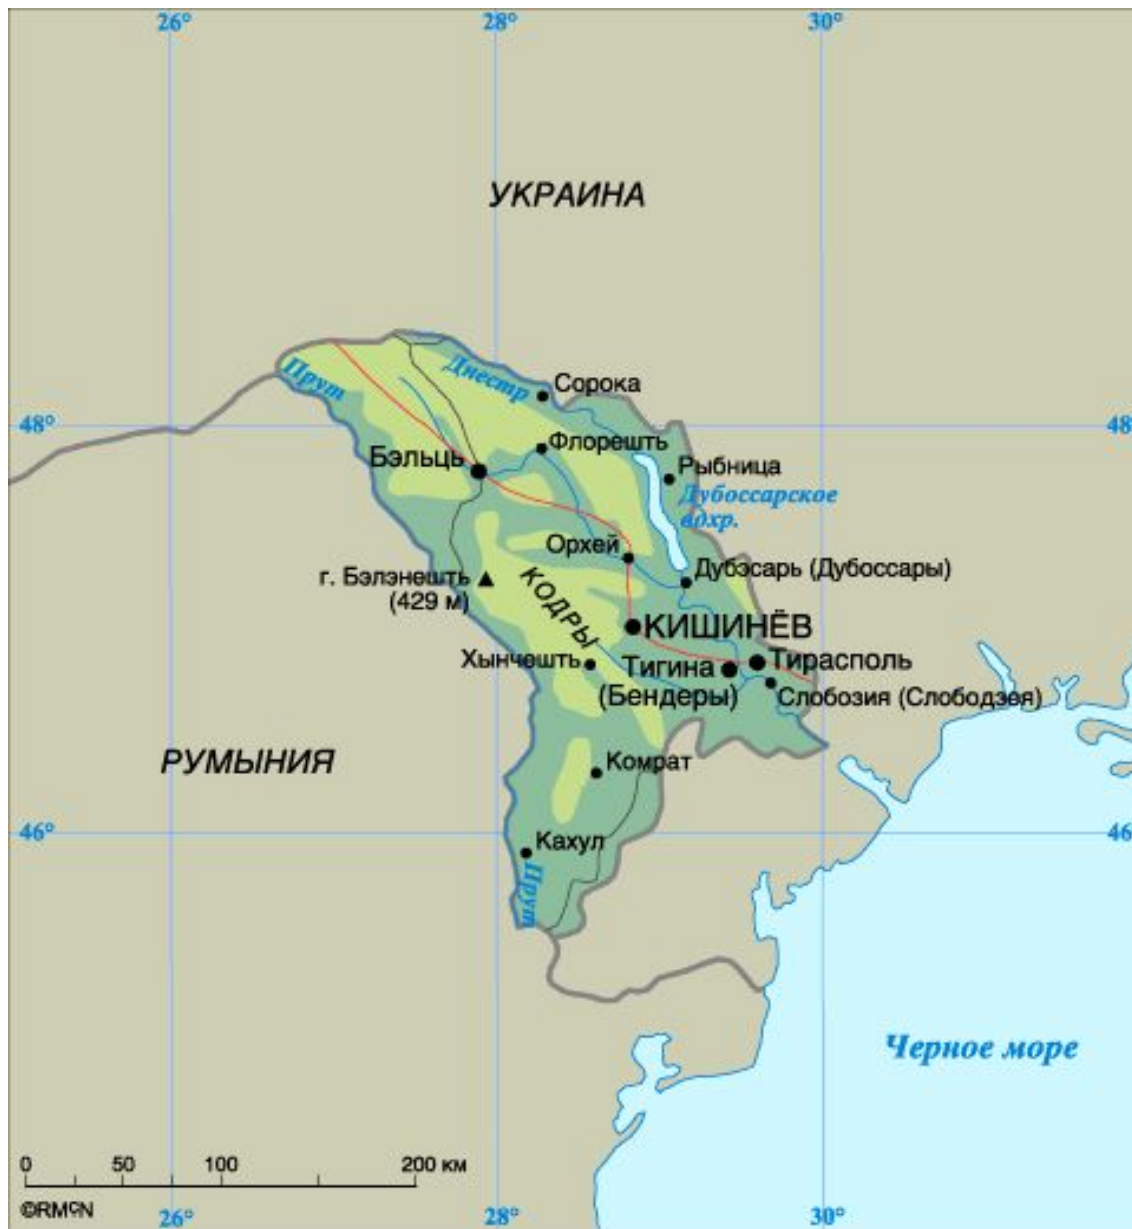 26° 28° 30°
УКРАИНА
Прут
Днестр
Сорока
48° 48°
Флорешть
Бэльць
Рыбница
Дубоссарское
вдхр.
Орхей
Дубэсарь (Дубоссары)
г. Бэлэнешть
(429 м)
КОДРЫ
КИШИНЁВ
Хынчешть
Тигина
(Бендеры)
Тирасполь
Слобозия (Слободзея)
РУМЫНИЯ
Комрат
46° 46
Кахул
Прут
Черное море
0 50 100 200 км
©RMcN
26° 28° 30°